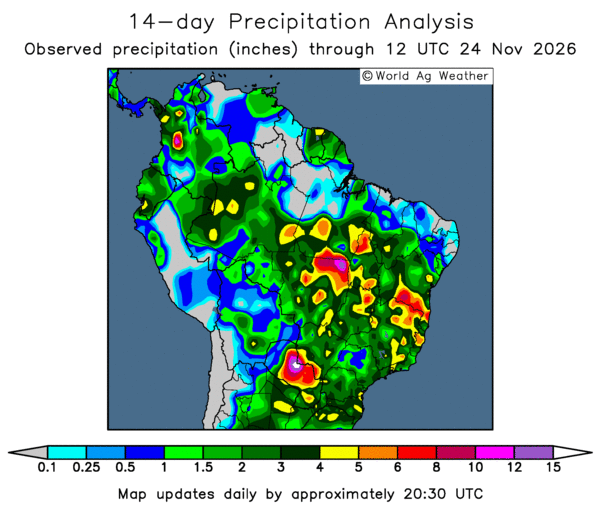 14-day Precipitation Analysis
Observed precipitation (inches) through 12 UTC 24 Nov 2026
©World Ag Weather
0.1 0.25 0.5 1 1.5 2 3 4 5 6 8 10 12 15
Map updates daily by approximately 20:30 UTC